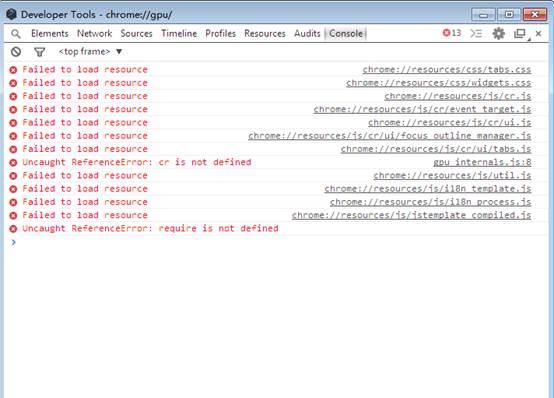 Developer Tools - chrome://gpu/
Elements Network Sources Timeline Profiles Resources Audits Console 13
<top frame> ▼
Failed to load resource chrome://resources/css/tabs.css
Failed to load resource chrome://resources/css/widgets.css
Failed to load resource chrome://resources/js/cr.js
Failed to load resource chrome://resources/js/cr/event_target.js
Failed to load resource chrome://resources/js/cr/ui.js
Failed to load resource chrome://resources/js/cr/ui/focus_outline_manager.js
Failed to load resource chrome://resources/js/cr/ui/tabs.js
Uncaught ReferenceError: cr is not defined gpu_internals.js:8
Failed to load resource chrome://resources/js/util.js
Failed to load resource chrome://resources/js/i18n_template.js
Failed to load resource chrome://resources/js/i18n_process.js
Failed to load resource chrome://resources/js/jstemplate_compiled.js
Uncaught ReferenceError: require is not defined
>